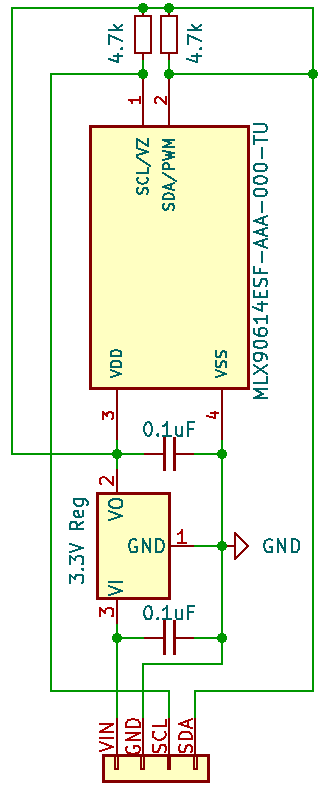 4.7k
4.7k
1
2
SCL/VZ
SDA/PWM
MLX90614ESF-AAA-000-TU
VDD
VSS
3
4
0.1uF
2
VO
3.3V Reg
GND
1
GND
VI
3
0.1uF
VIN
GND
SCL
SDA